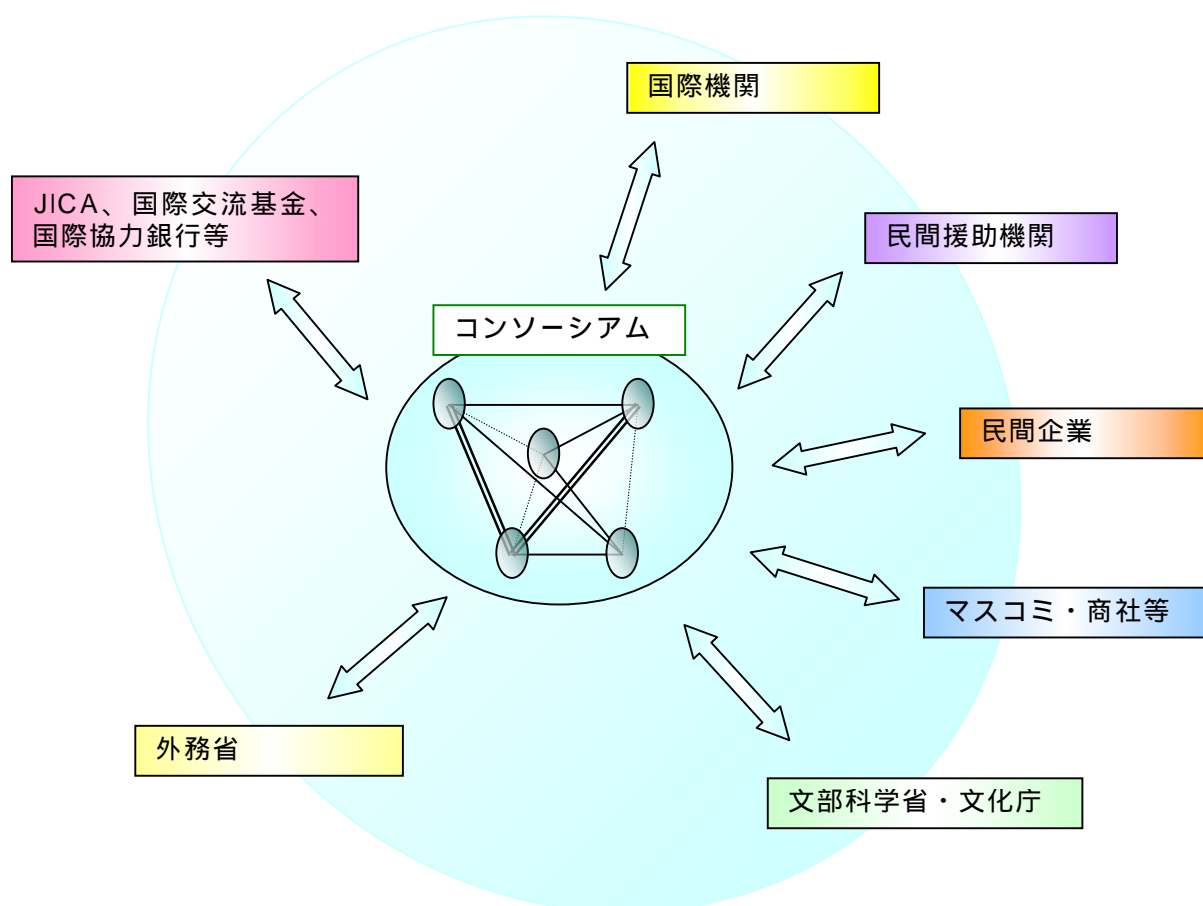 国際機関
JICA、国際交流基金、
国際協力銀行等
民間援助機関
コンソーシアム
民間企業
マスコミ・商社等
外務省
文部科学省・文化庁